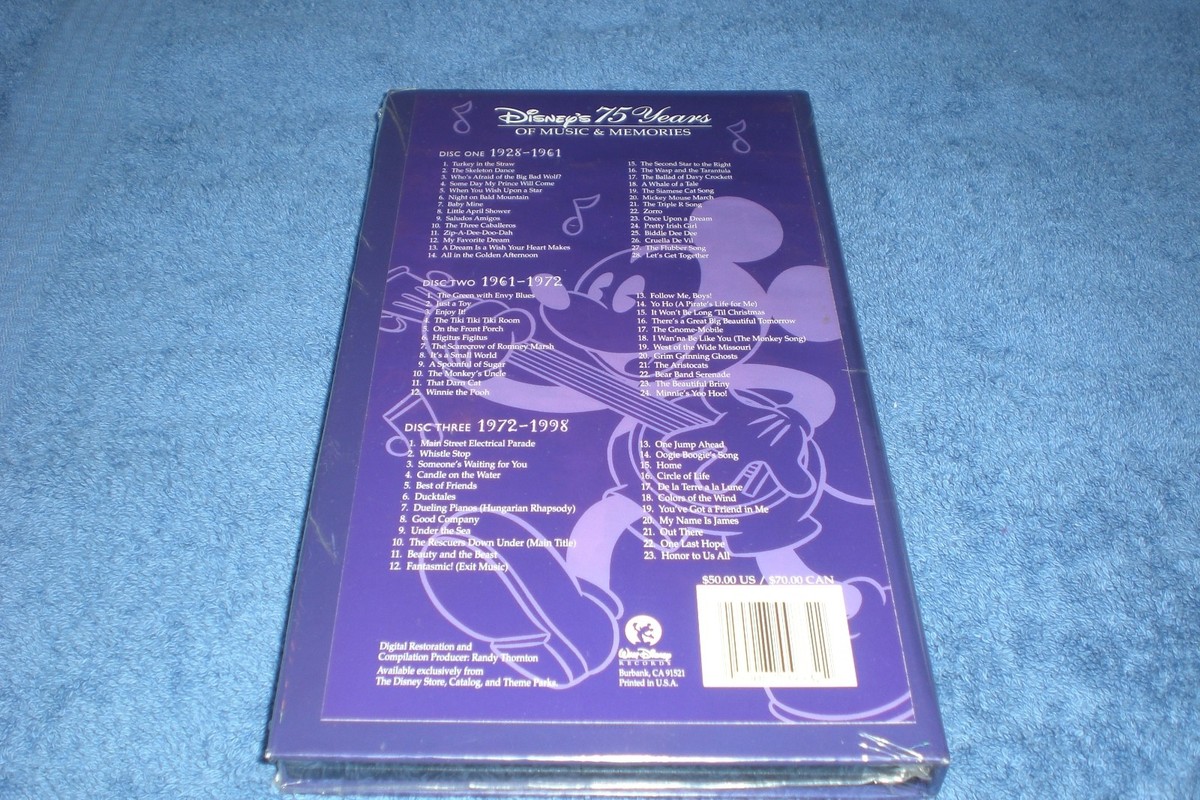 Disney's 75 Years
OF MUSIC & MEMORIES
DISC ONE 1928-1961
1. Turkey in the Straw
2. The Skeleton Dance
3. Who's Afraid of the Big Bad Wolf?
4. Some Day My Prince Will Come
5. When You Wish Upon a Star
6. Night on Bald Mountain
7. Baby Mine
8. Little April Shower
9. Saludos Amigos
10. The Three Caballeros
11. Zip-A-Dee-Doo-Dah
12. My Favorite Dream
13. A Dream Is a Wish Your Heart Makes
14. All in the Golden Afternoon
15. The Second Star to the Right
16. The Wasp and the Tarantula
17. The Ballad of Davy Crockett
18. A Whale of a Tale
19. The Siamese Cat Song
20. Mickey Mouse March
21. The Triple R Song
22. Zorro
23. Once Upon a Dream
24. Pretty Irish Girl
25. Biddle Dee Dee
26. Cruella De Vil
27. The Flubber Song
28. Let's Get Together
DISC TWO 1961-1972
1. The Green with Envy Blues
2. Just a Toy
3. Enjoy It!
4. The Tiki Tiki Tiki Room
5. On the Front Porch
6. Higitus Figitus
7. The Scarecrow of Romney Marsh
8. It's a Small World
9. A Spoonful of Sugar
10. The Monkey's Uncle
11. That Darn Cat
12. Winnie the Pooh
13. Follow Me, Boys!
14. Yo Ho (A Pirate's Life for Me)
15. It Won't Be Long 'Til Christmas
16. There's a Great Big Beautiful Tomorrow
17. The Gnome-Mobile
18. I Wan'na Be Like You (The Monkey Song)
19. West of the Wide Missouri
20. Grim Grinning Ghosts
21. The Aristocats
22. Bear Band Serenade
23. The Beautiful Briny
24. Minnie's Yoo Hoo!
DISC THREE 1972-1998
1. Main Street Electrical Parade
2. Whistle Stop
3. Someone's Waiting for You
4. Candle on the Water
5. Best of Friends
6. Ducktales
7. Dueling Pianos (Hungarian Rhapsody)
8. Good Company
9. Under the Sea
10. The Rescuers Down Under (Main Title)
11. Beauty and the Beast
12. Fantasmic! (Exit Music)
13. One Jump Ahead
14. Oogie Boogie's Song
15. Home
16. Circle of Life
17. De la Terre a la Lune
18. Colors of the Wind
19. You've Got a Friend in Me
20. My Name Is James
21. Out There
22. One Last Hope
23. Honor to Us All
$50.00 US / $70.00 CAN
Digital Restoration and
Compilation Producer: Randy Thornton
Available exclusively from
The Disney Store, Catalog, and Theme Parks.
Walt Disney
RECORDS
Burbank, CA 91521
Printed in U.S.A.